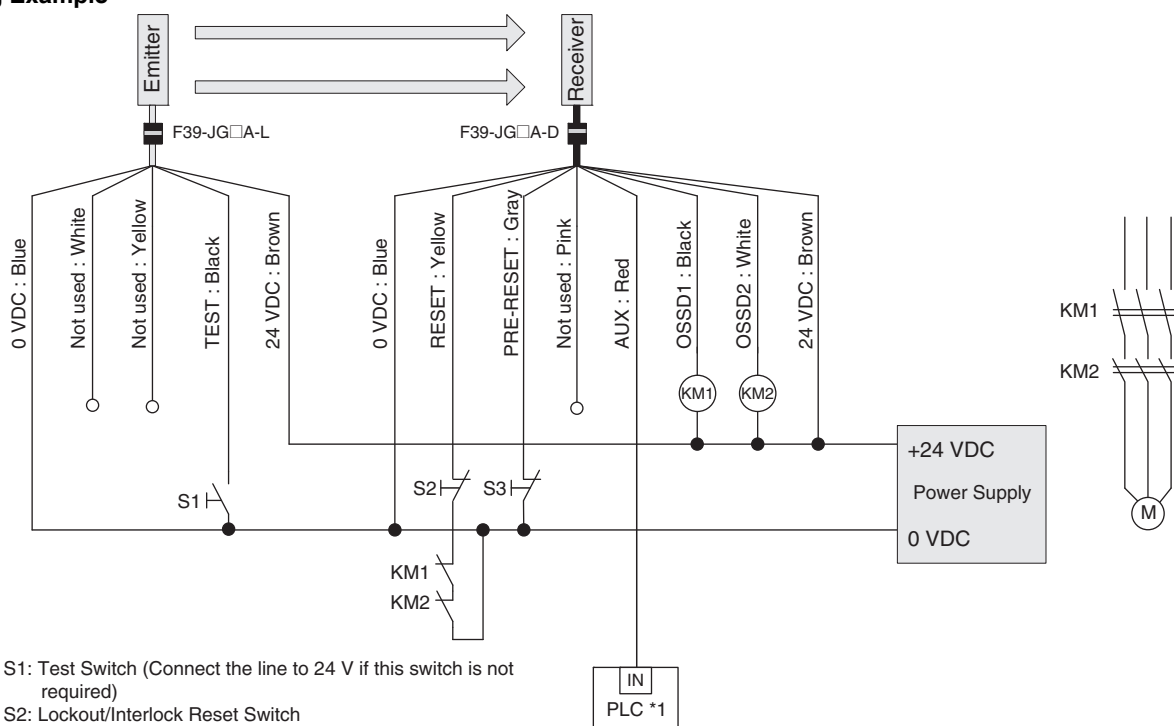 Example
Emitter
Receiver
F39-JG□A-L
F39-JG□A-D
0 VDC : Blue
Not used : White
Not used : Yellow
TEST : Black
24 VDC : Brown
0 VDC : Blue
RESET : Yellow
PRE-RESET : Gray
Not used : Pink
AUX : Red
OSSD1 : Black
OSSD2 : White
24 VDC : Brown
KM1
KM2
KM1
KM2
+24 VDC
Power Supply
0 VDC
S1
S2
S3
M
KM1
KM2
IN
PLC *1
S1: Test Switch (Connect the line to 24 V if this switch is not
required)
S2: Lockout/Interlock Reset Switch